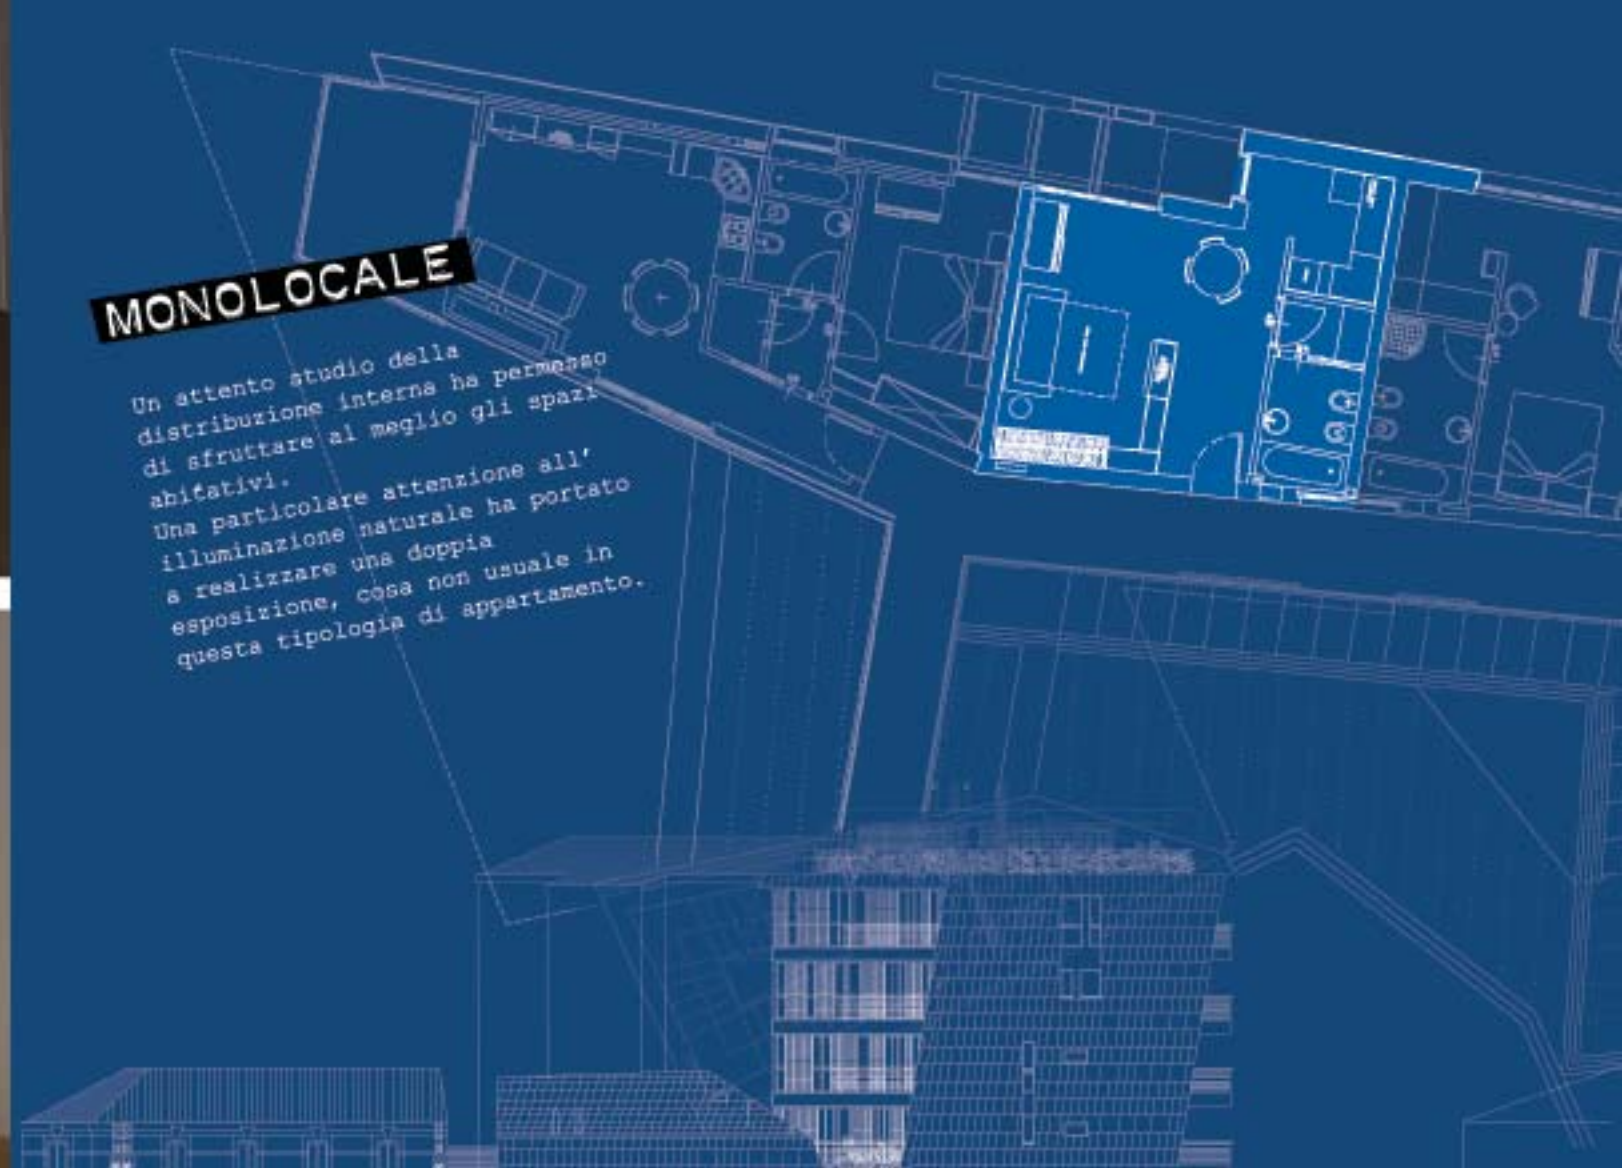 MONOLOCALE
Un attento studio della
distribuzione interna ha permesso
di sfruttare al meglio gli spazi
abitativi.
Una particolare attenzione all'
illuminazione naturale ha portato
a realizzare una doppia
esposizione, cosa non usuale in
questa tipologia di appartamento.